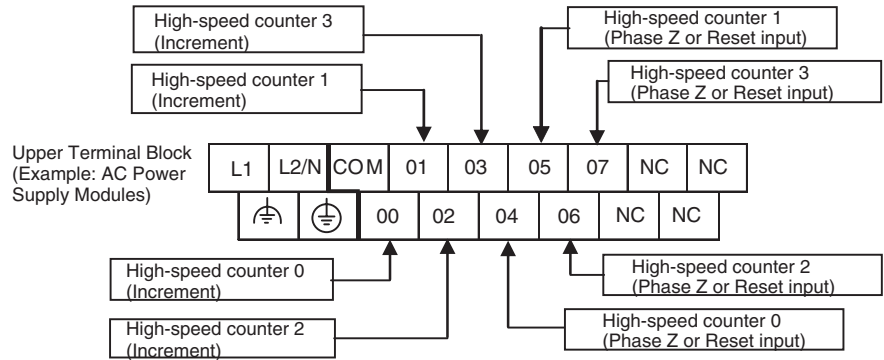 High-speed counter 3
(Increment)
High-speed counter 1
(Phase Z or Reset input)
High-speed counter 1
(Increment)
High-speed counter 3
(Phase Z or Reset input)
Upper Terminal Block
(Example: AC Power
Supply Modules)
L1 L2/N COM 01 03 05 07 NC NC
00 02 04 06 NC NC
High-speed counter 0
(Increment)
High-speed counter 2
(Phase Z or Reset input)
High-speed counter 2
(Increment)
High-speed counter 0
(Phase Z or Reset input)